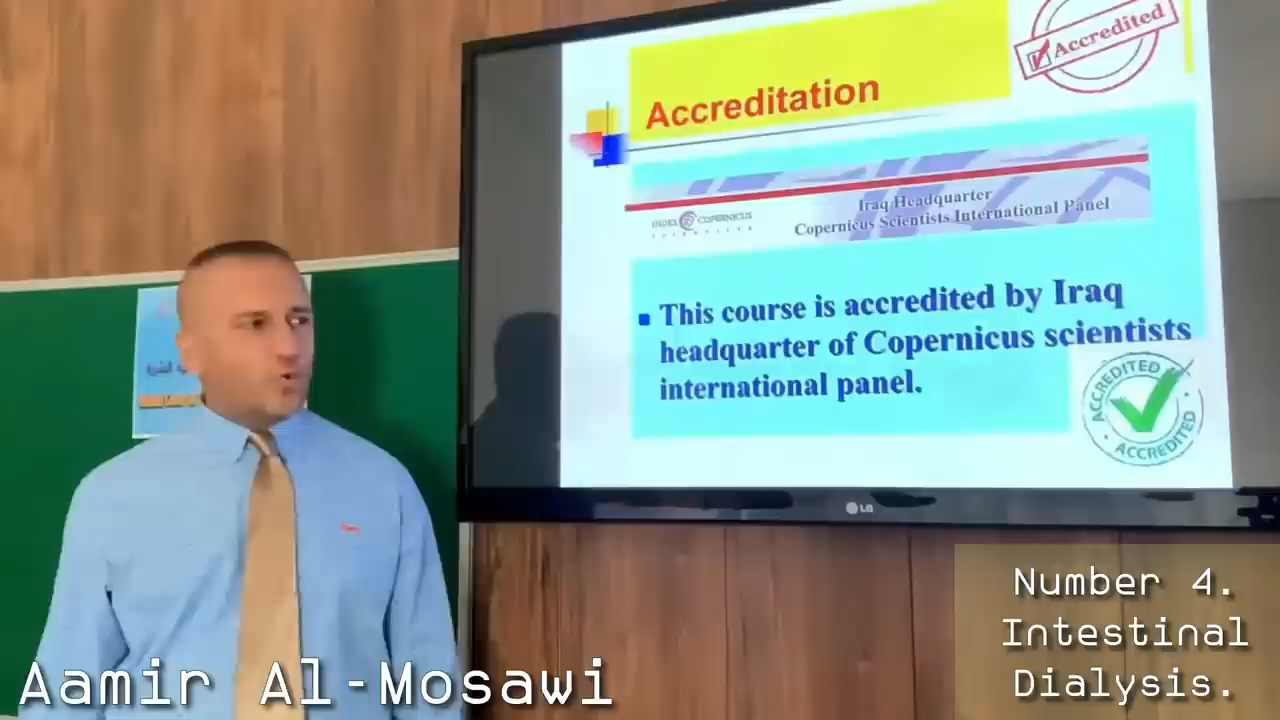 Accredited
Accreditation
Iraq Headquarter
INDEX COPERNICUS
Copernicus Scientists International Panel
This course is accredited by Iraq
headquarter of Copernicus scientists
international panel.
ACCREDITED
ACCREDITED
LG
Number 4.
Intestinal
Dialysis.
Aamir Al-Mosawi